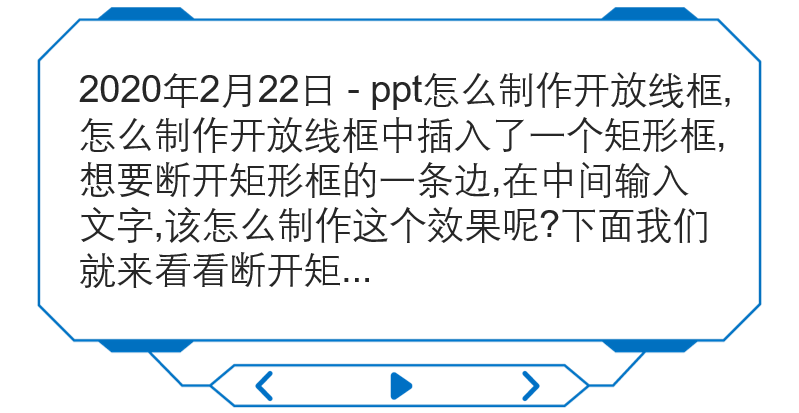 2020年2月22日 - ppt怎么制作开放线框,
怎么制作开放线框中插入了一个矩形框,
想要断开矩形框的一条边,在中间输入
文字,该怎么制作这个效果呢?下面我们
就来看看断开矩...